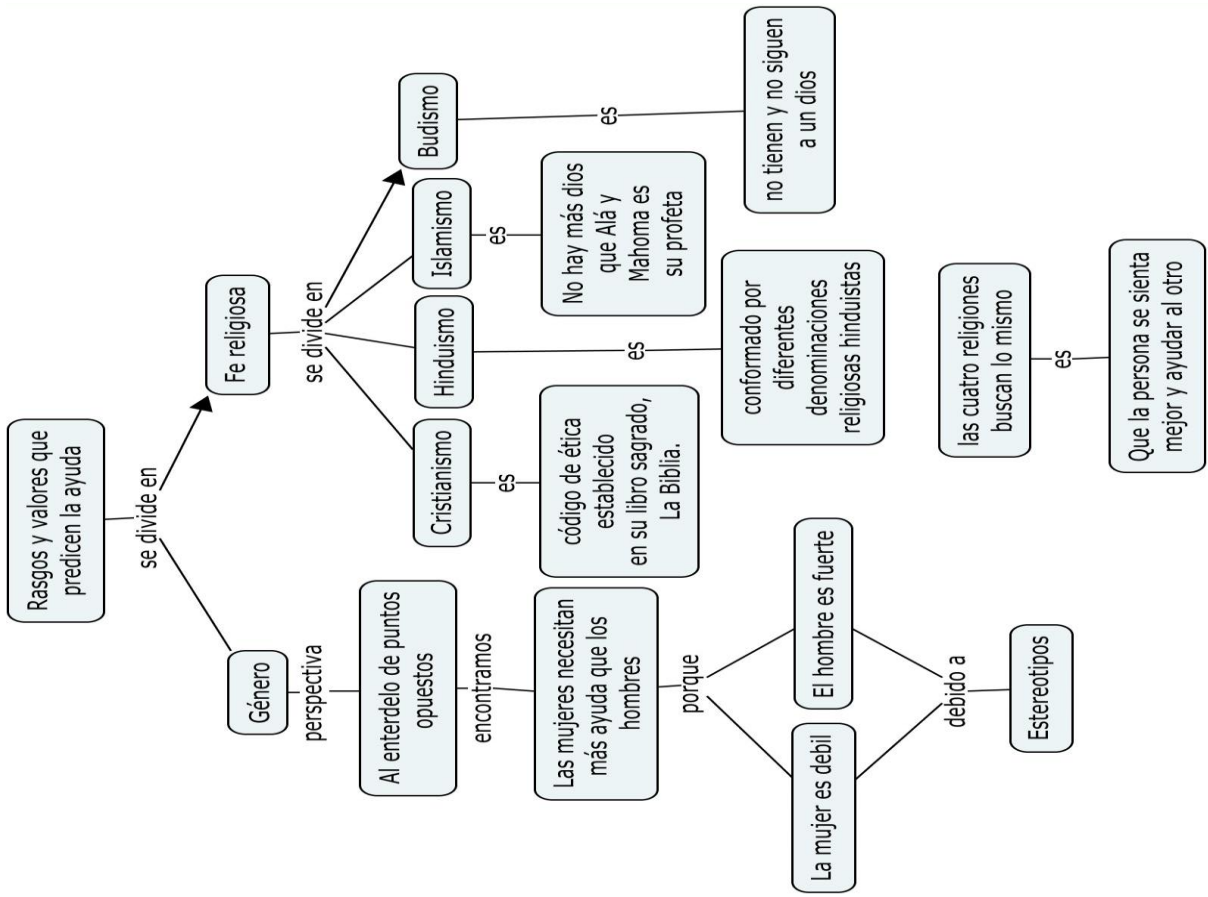 Rasgos y valores que
predicen la ayuda
se divide en
Género
perspectiva
Al enterdelo de puntos
opuestos
encontramos
Las mujeres necesitan
más ayuda que los
hombres
porque
La mujer es debil
El hombre es fuerte
debido a
Estereotipos
Fe religiosa
se divide en
Cristianismo
es
código de ética
establecido
en su libro sagrado,
La Biblia.
Hinduismo
es
conformado por
diferentes
denominaciones
religiosas hinduistas
Islamismo
es
No hay más dios
que Alá y
Mahoma es
su profeta
Budismo
es
no tienen y no siguen
a un dios
las cuatro religiones
buscan lo mismo
es
Que la persona se sienta
mejor y ayudar al otro